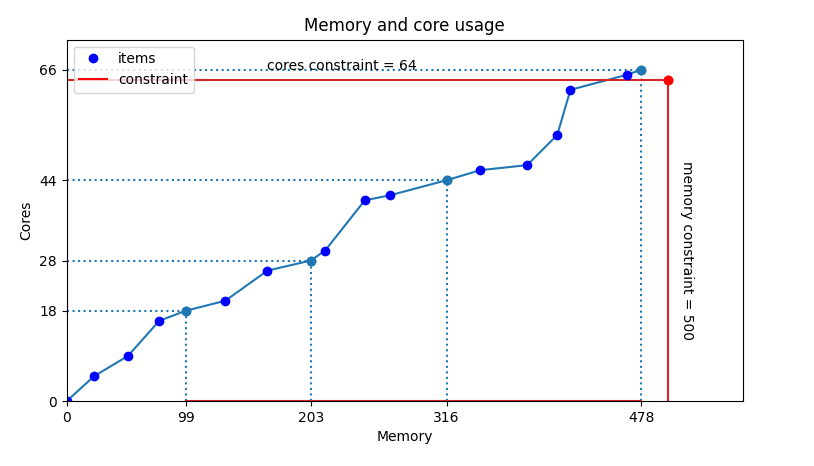 Memory and core usage
items
constraint
cores constraint = 64
memory constraint = 500
Cores
66
44
28
18
0
0 99 203 316 478
Memory